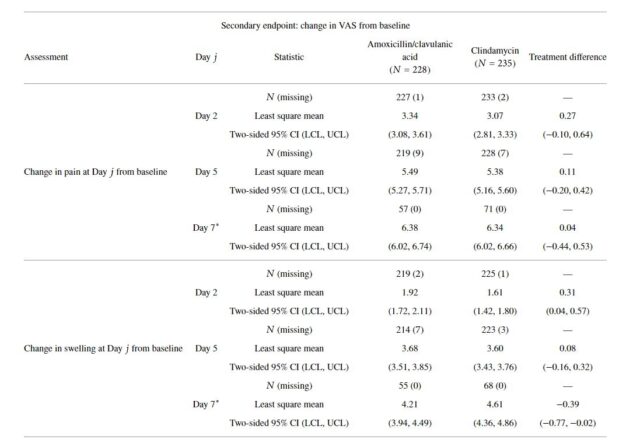 Secondary endpoint: change in VAS from baseline
Assessment Day j Statistic Amoxicillin/clavulanic acid (N = 228) Clindamycin (N = 235) Treatment difference
N (missing) 227 (1) 233 (2) —
Day 2 Least square mean 3.34 3.07 0.27
Two-sided 95% CI (LCL, UCL) (3.08, 3.61) (2.81, 3.33) (−0.10, 0.64)
N (missing) 219 (9) 228 (7) —
Change in pain at Day j from baseline Day 5 Least square mean 5.49 5.38 0.11
Two-sided 95% CI (LCL, UCL) (5.27, 5.71) (5.16, 5.60) (−0.20, 0.42)
N (missing) 57 (0) 71 (0) —
Day 7* Least square mean 6.38 6.34 0.04
Two-sided 95% CI (LCL, UCL) (6.02, 6.74) (6.02, 6.66) (−0.44, 0.53)
N (missing) 219 (2) 225 (1) —
Day 2 Least square mean 1.92 1.61 0.31
Two-sided 95% CI (LCL, UCL) (1.72, 2.11) (1.42, 1.80) (0.04, 0.57)
N (missing) 214 (7) 223 (3) —
Change in swelling at Day j from baseline Day 5 Least square mean 3.68 3.60 0.08
Two-sided 95% CI (LCL, UCL) (3.51, 3.85) (3.43, 3.76) (−0.16, 0.32)
N (missing) 55 (0) 68 (0) —
Day 7* Least square mean 4.21 4.61 −0.39
Two-sided 95% CI (LCL, UCL) (3.94, 4.49) (4.36, 4.86) (−0.77, −0.02)